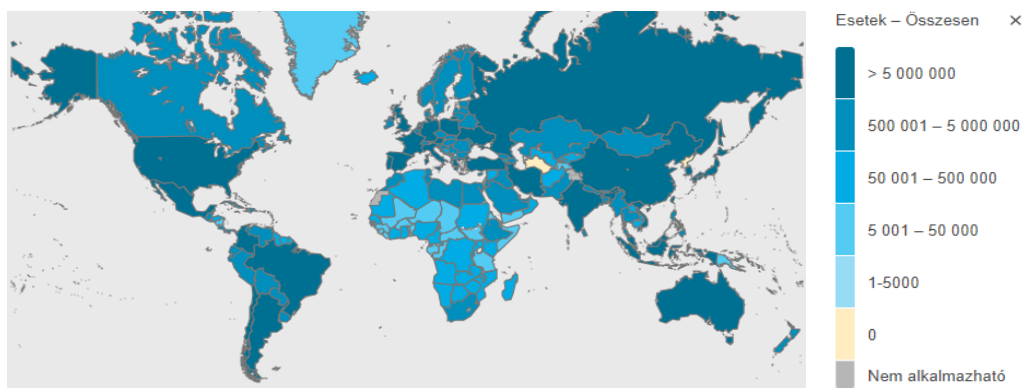 Esetek – Összesen ×
> 5 000 000
500 001 – 5 000 000
50 001 – 500 000
5 001 – 50 000
1-5000
0
Nem alkalmazható